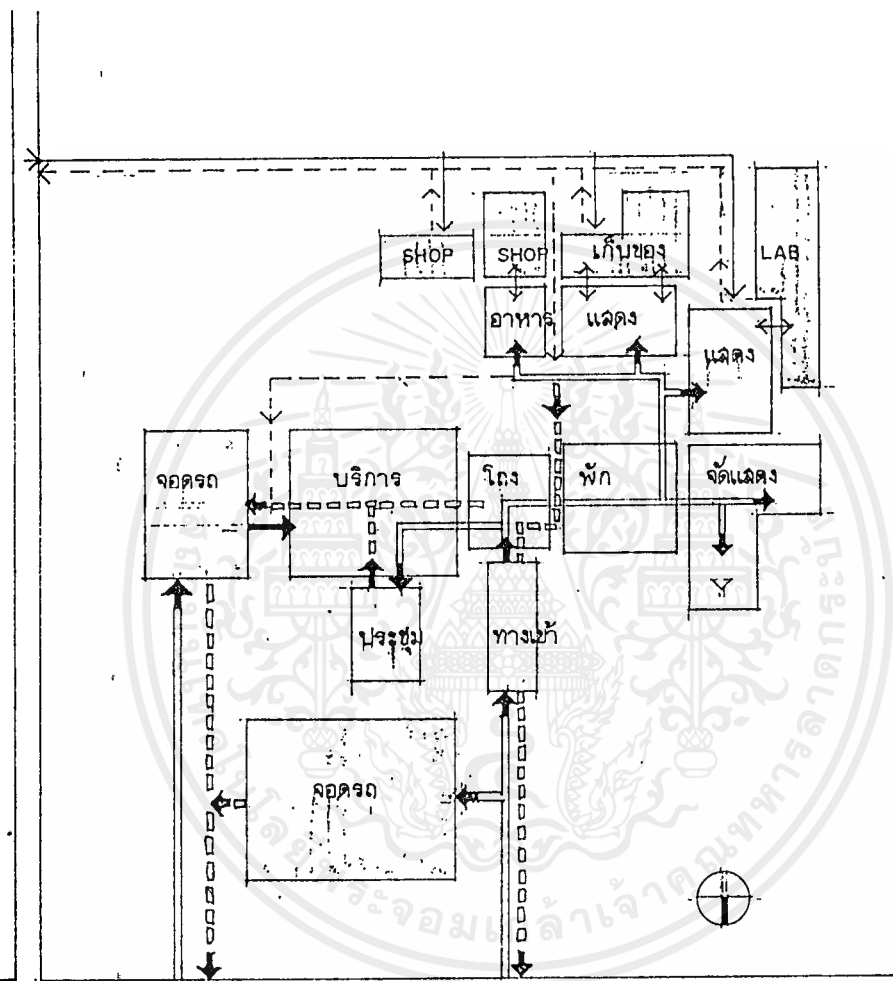 SHOP
SHOP
เก็บของ
LAB
อาหาร
แสดง
แสดง
จอดรถ
บริการ
โถง
พัก
จัดแสดง
ประชุม
ทางเข้า
จอดรถ